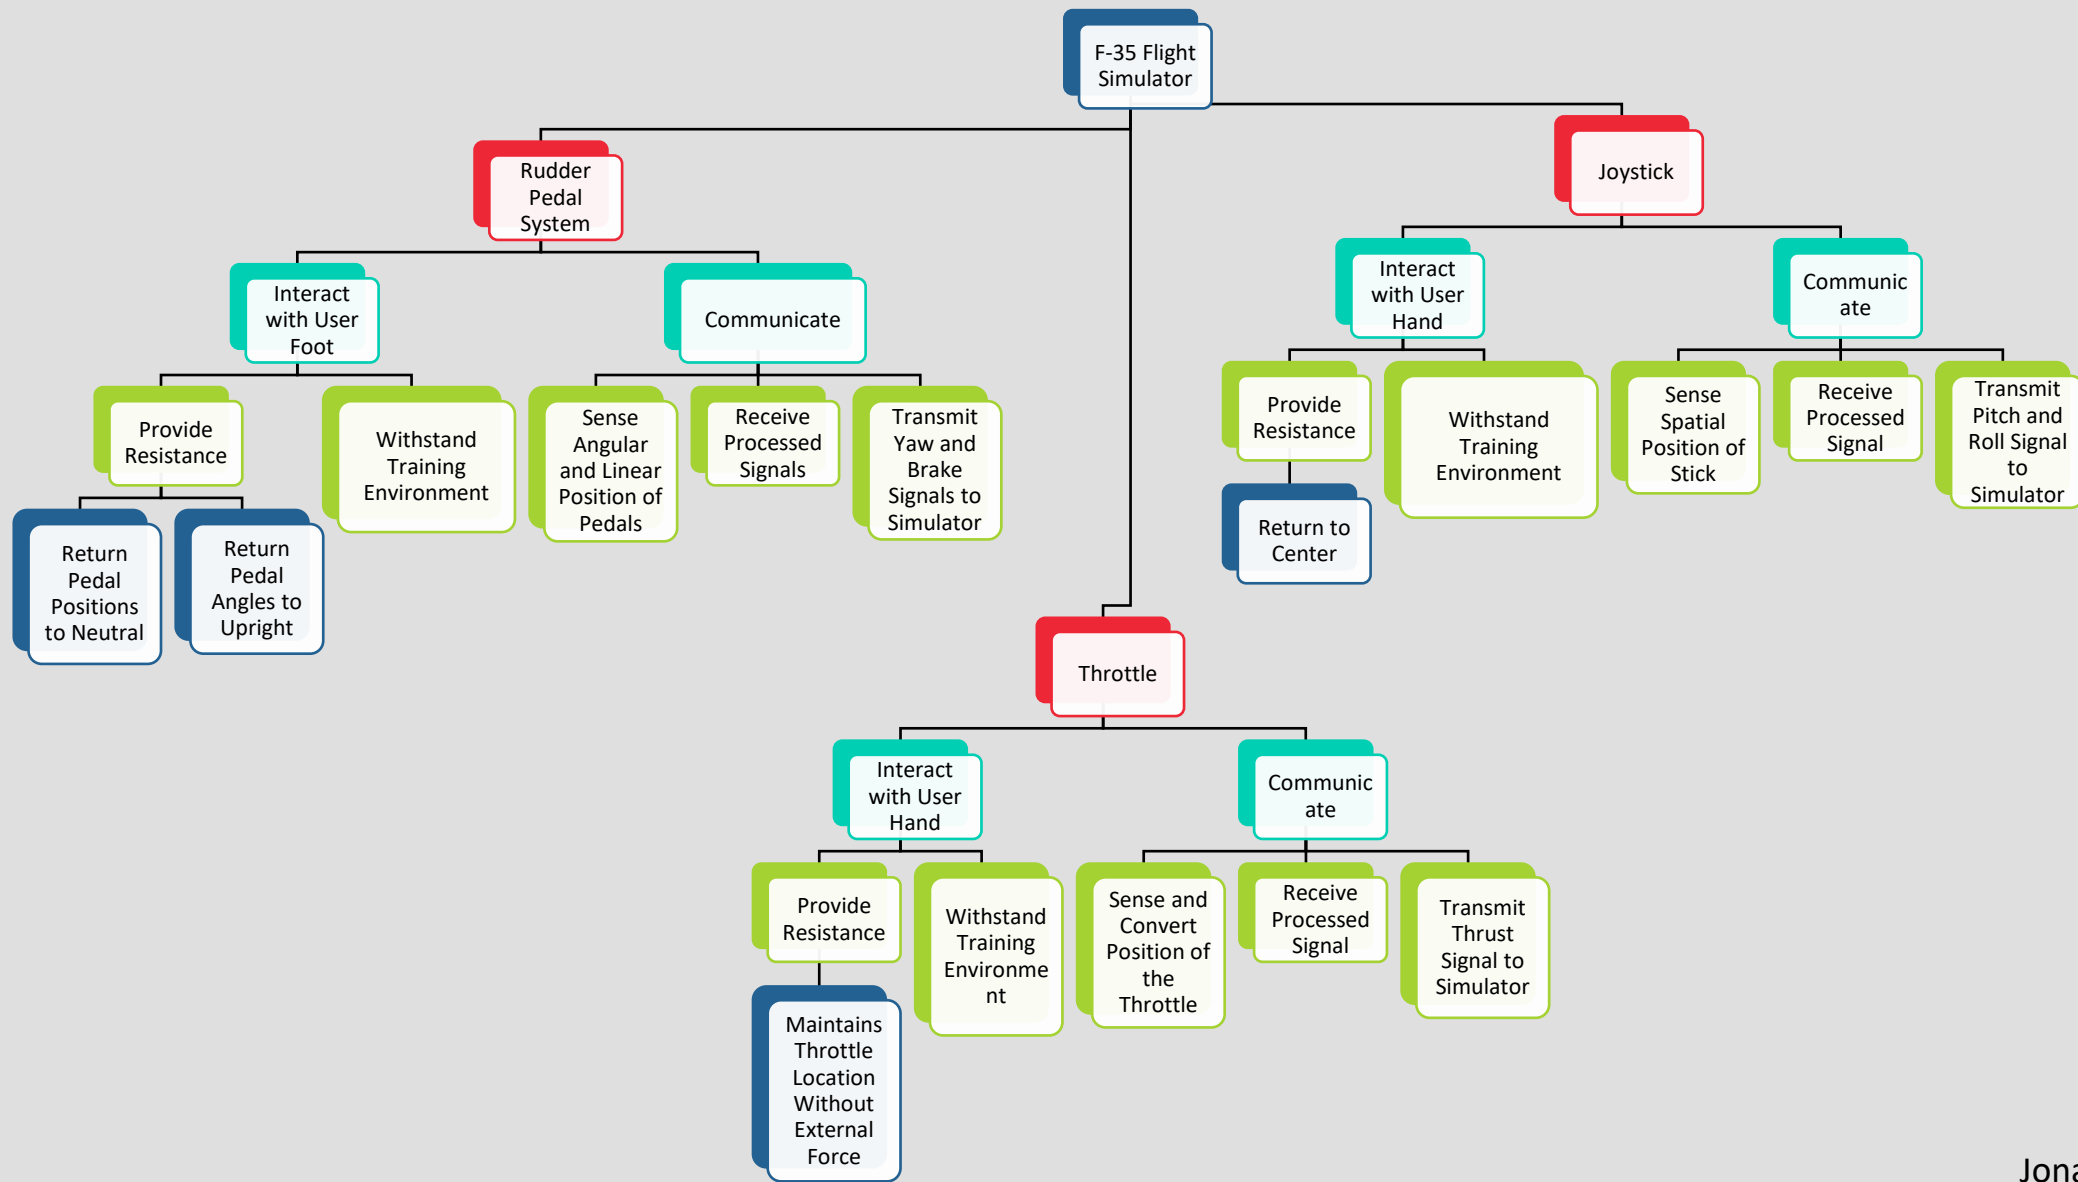 F-35 Flight
Simulator
Rudder
Pedal
System
Interact
with User
Foot
Communicate
Provide
Resistance
Withstand
Training
Environment
Sense
Angular
and Linear
Position of
Pedals
Receive
Processed
Signals
Transmit
Yaw and
Brake
Signals to
Simulator
Return
Pedal
Positions
to Neutral
Return
Pedal
Angles to
Upright
Joystick
Interact
with User
Hand
Communic
ate
Provide
Resistance
Withstand
Training
Environment
Sense
Spatial
Position of
Stick
Receive
Processed
Signal
Transmit
Pitch and
Roll Signal
to
Simulator
Return to
Center
Throttle
Interact
with User
Hand
Communic
ate
Provide
Resistance
Withstand
Training
Environme
nt
Sense and
Convert
Position of
the
Throttle
Receive
Processed
Signal
Transmit
Thrust
Signal to
Simulator
Maintains
Throttle
Location
Without
External
Force
Jona